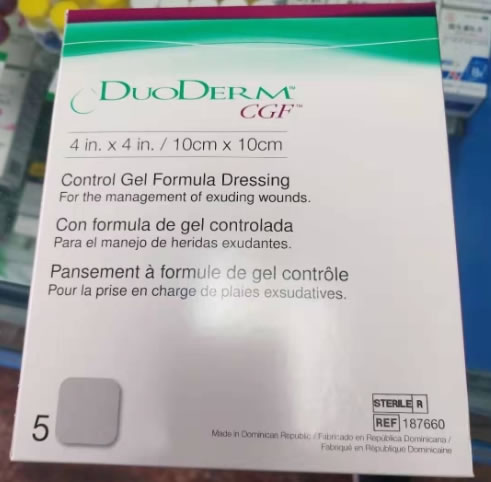 DUODERM™
CGF™
4 in. x 4 in. / 10cm x 10cm
Control Gel Formula Dressing
For the management of exuding wounds.
Con formula de gel controlada
Para el manejo de heridas exudantes.
Pansement à formule de gel contrôle
Pour la prise en charge de plaies exsudatives.
STERILE R
REF 187660
5
Made in Dominican Republic / Fabricado en República Dominicana /
Fabriqué en République Dominicaine